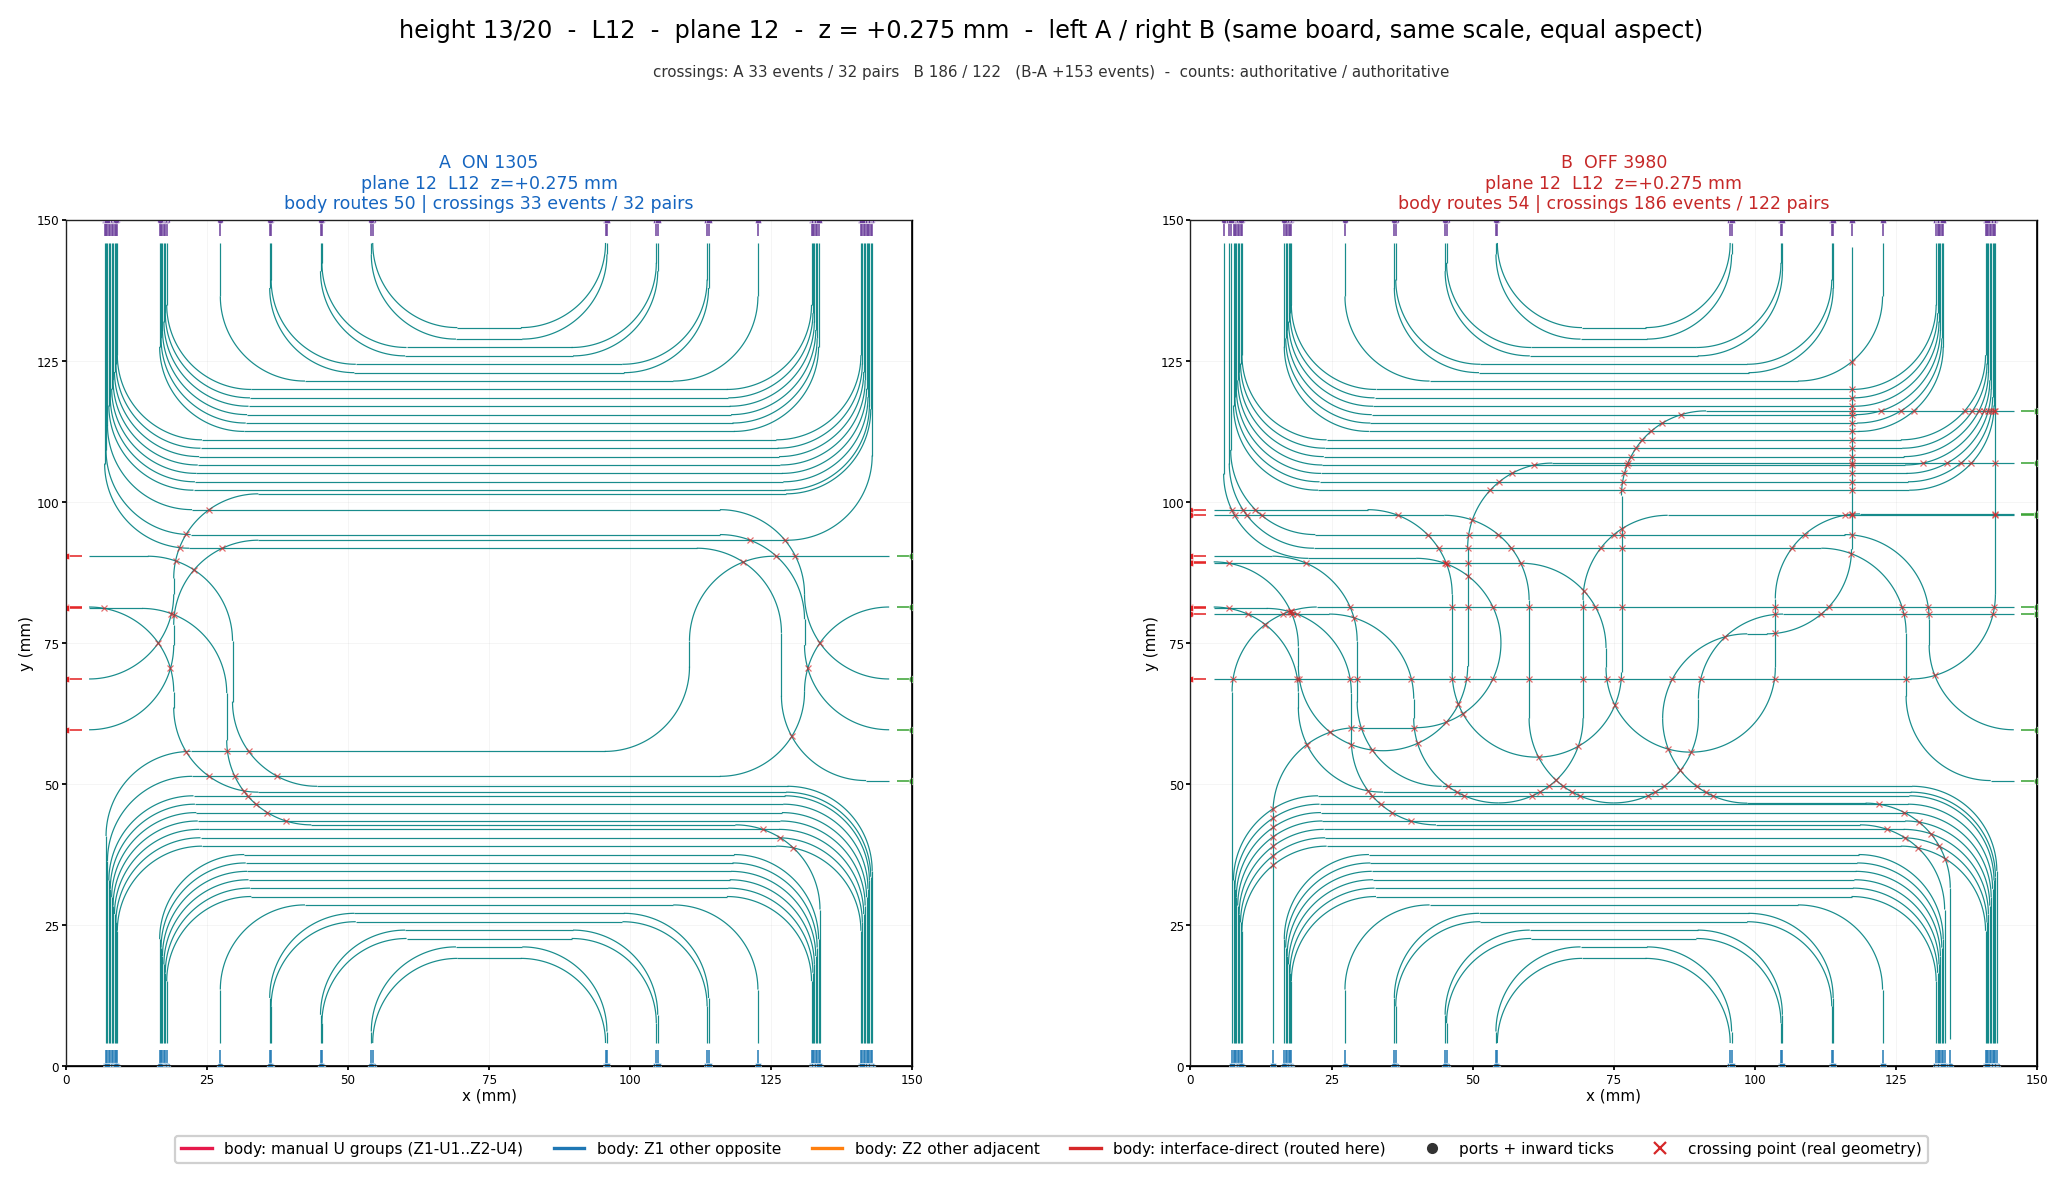 height 13/20 - L12 - plane 12 - z = +0.275 mm - left A / right B (same board, same scale, equal aspect)
crossings: A 33 events / 32 pairs B 186 / 122 (B-A +153 events) - counts: authoritative / authoritative
A ON 1305
plane 12 L12 z=+0.275 mm
body routes 50 | crossings 33 events / 32 pairs
150
125
100
75
50
25
0
y (mm)
0 25 50 75 100 125 150
x (mm)
B OFF 3980
plane 12 L12 z=+0.275 mm
body routes 54 | crossings 186 events / 122 pairs
150
125
100
75
50
25
0
y (mm)
0 25 50 75 100 125 150
x (mm)
body: manual U groups (Z1-U1..Z2-U4) body: Z1 other opposite body: Z2 other adjacent body: interface-direct (routed here) ports + inward ticks crossing point (real geometry)